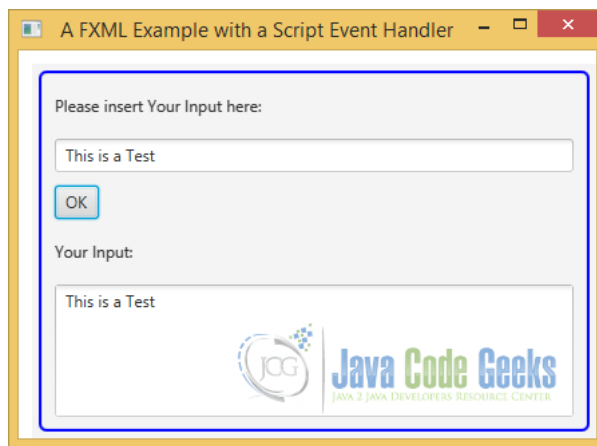 A FXML Example with a Script Event Handler
Please insert Your Input here:
This is a Test
OK
Your Input:
This is a Test
JCG
Java Code Geeks
JAVA 2 JAVA DEVELOPERS RESOURCE CENTER